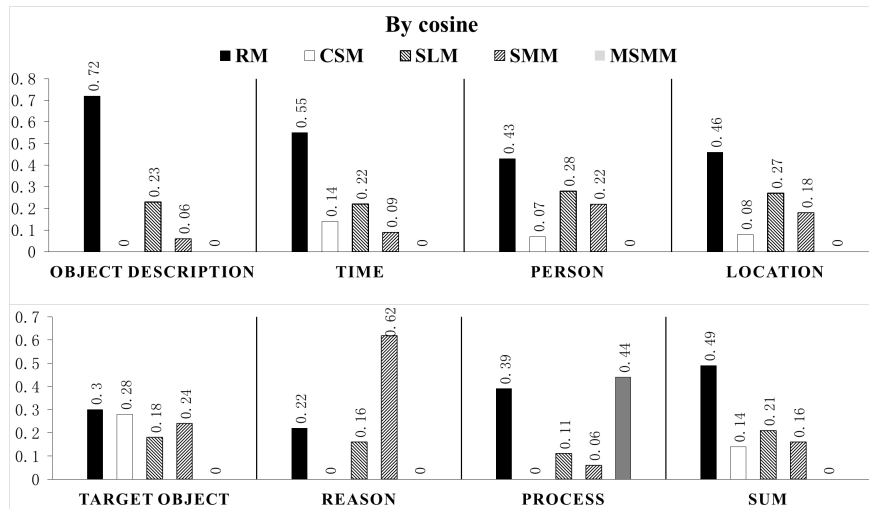 By cosine
RM CSM SLM SMM MSMM
0.8
0.7
0.6
0.5
0.4
0.3
0.2
0.1
0
0.72 0 0.23 0.06 0
0.55 0.14 0.22 0.09 0
0.43 0.07 0.28 0.22 0
0.46 0.08 0.27 0.18 0
OBJECT DESCRIPTION TIME PERSON LOCATION
0.7
0.6
0.5
0.4
0.3
0.2
0.1
0
0.3 0.28 0.18 0.24 0
0.22 0 0.16 0.62 0
0.39 0 0.11 0.06 0.44
0.49 0.14 0.21 0.16 0
TARGET OBJECT REASON PROCESS SUM